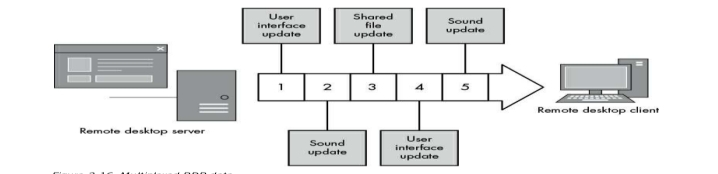 User
interface
update
Shared
file
update
Sound
update
1 2 3 4 5
Remote desktop server
Remote desktop client
Sound
update
User
interface
update